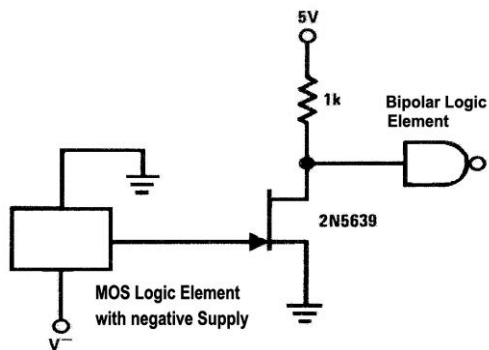 5V
1k
Bipolar Logic
Element
2N5639
MOS Logic Element
with negative Supply
V−